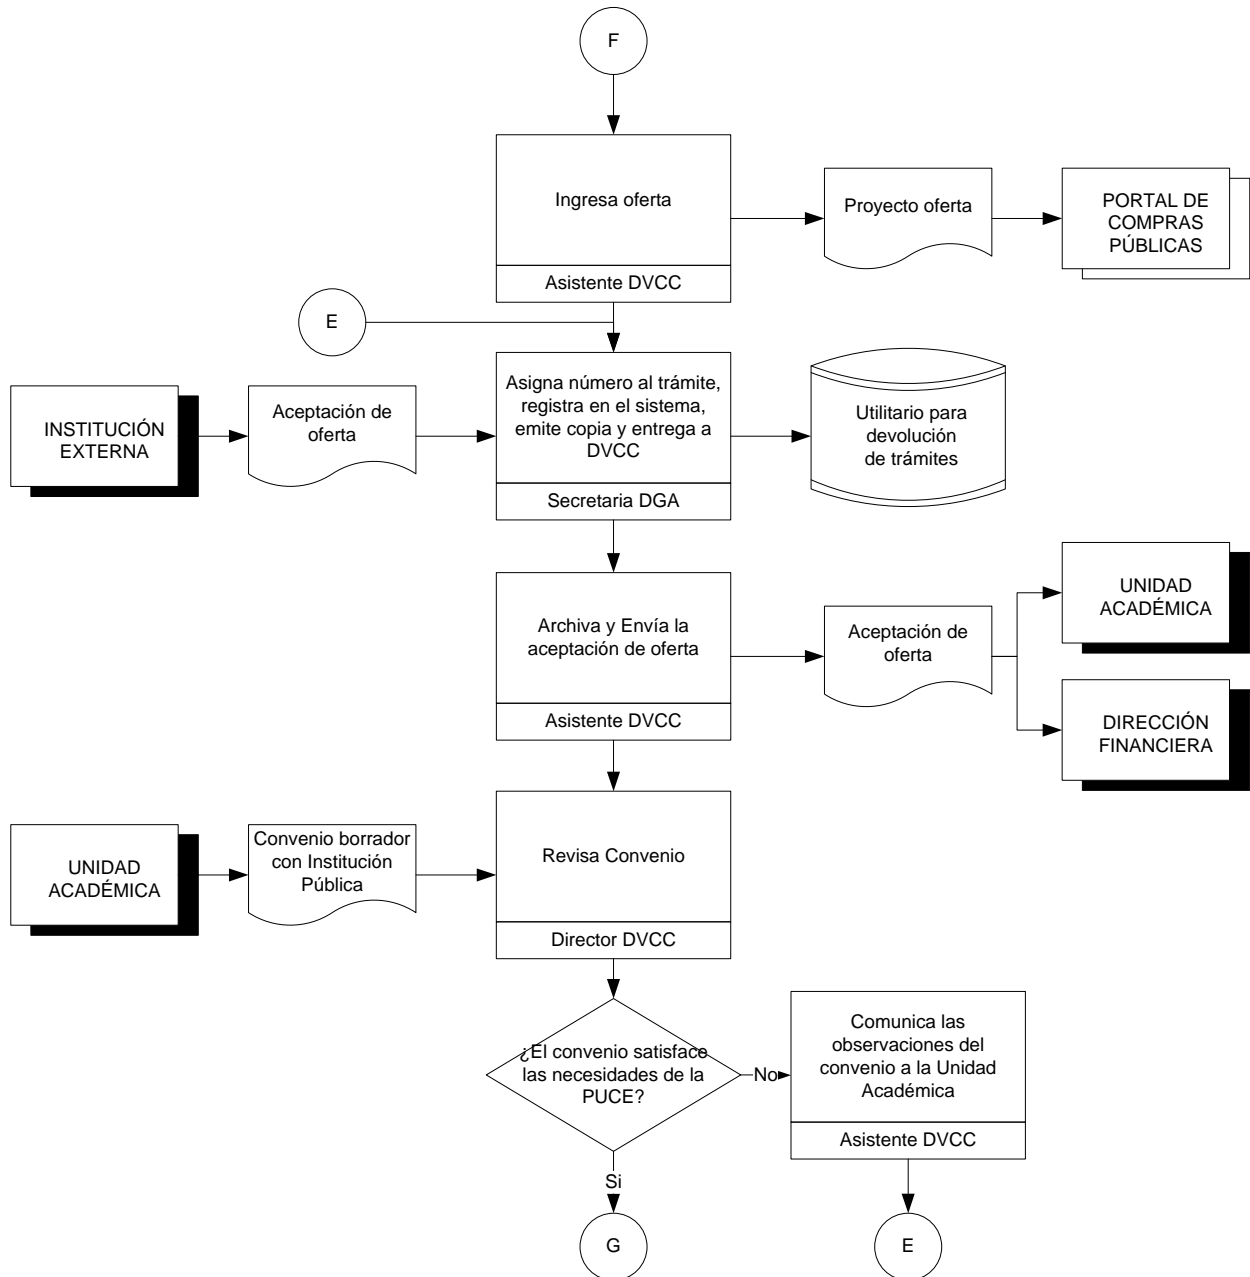 F
Ingresa oferta
Asistente DVCC
Proyecto oferta
PORTAL DE
COMPRAS
PÚBLICAS
E
INSTITUCIÓN
EXTERNA
Aceptación de
oferta
Asigna número al trámite,
registra en el sistema,
emite copia y entrega a
DVCC
Secretaria DGA
Utilitario para
devolución
de trámites
Archiva y Envía la
aceptación de oferta
Asistente DVCC
Aceptación de
oferta
UNIDAD
ACADÉMICA
DIRECCIÓN
FINANCIERA
UNIDAD
ACADÉMICA
Convenio borrador
con Institución
Pública
Revisa Convenio
Director DVCC
¿El convenio satisface
las necesidades de la
PUCE?
No
Comunica las
observaciones del
convenio a la Unidad
Académica
Asistente DVCC
Si
G
E